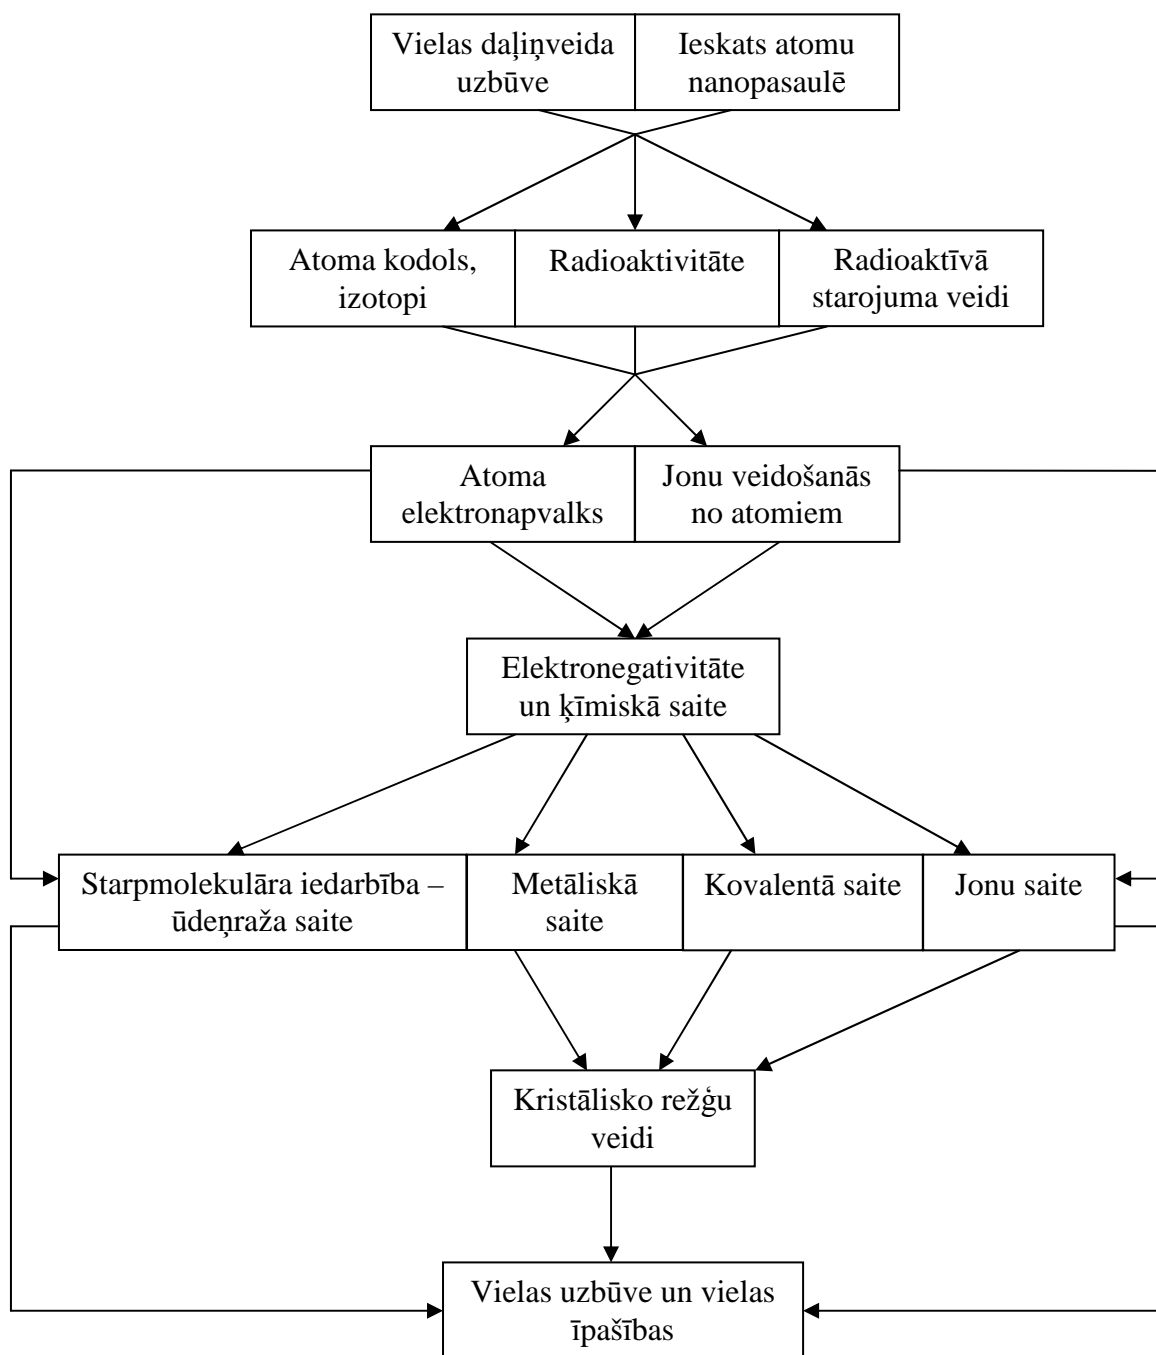 Vielas daļiņveida
uzbūve
Ieskats atomu
nanopasaulē
Atoma kodols,
izotopi
Radioaktivitāte
Radioaktīvā
starojuma veidi
Atoma
elektronapvalks
Jonu veidošanās
no atomiem
Elektronegativitāte
un ķīmiskā saite
Starpmolekulāra iedarbība –
ūdeņraža saite
Metāliskā
saite
Kovalentā saite
Jonu saite
Kristālisko režģu
veidi
Vielas uzbūve un vielas
īpašības